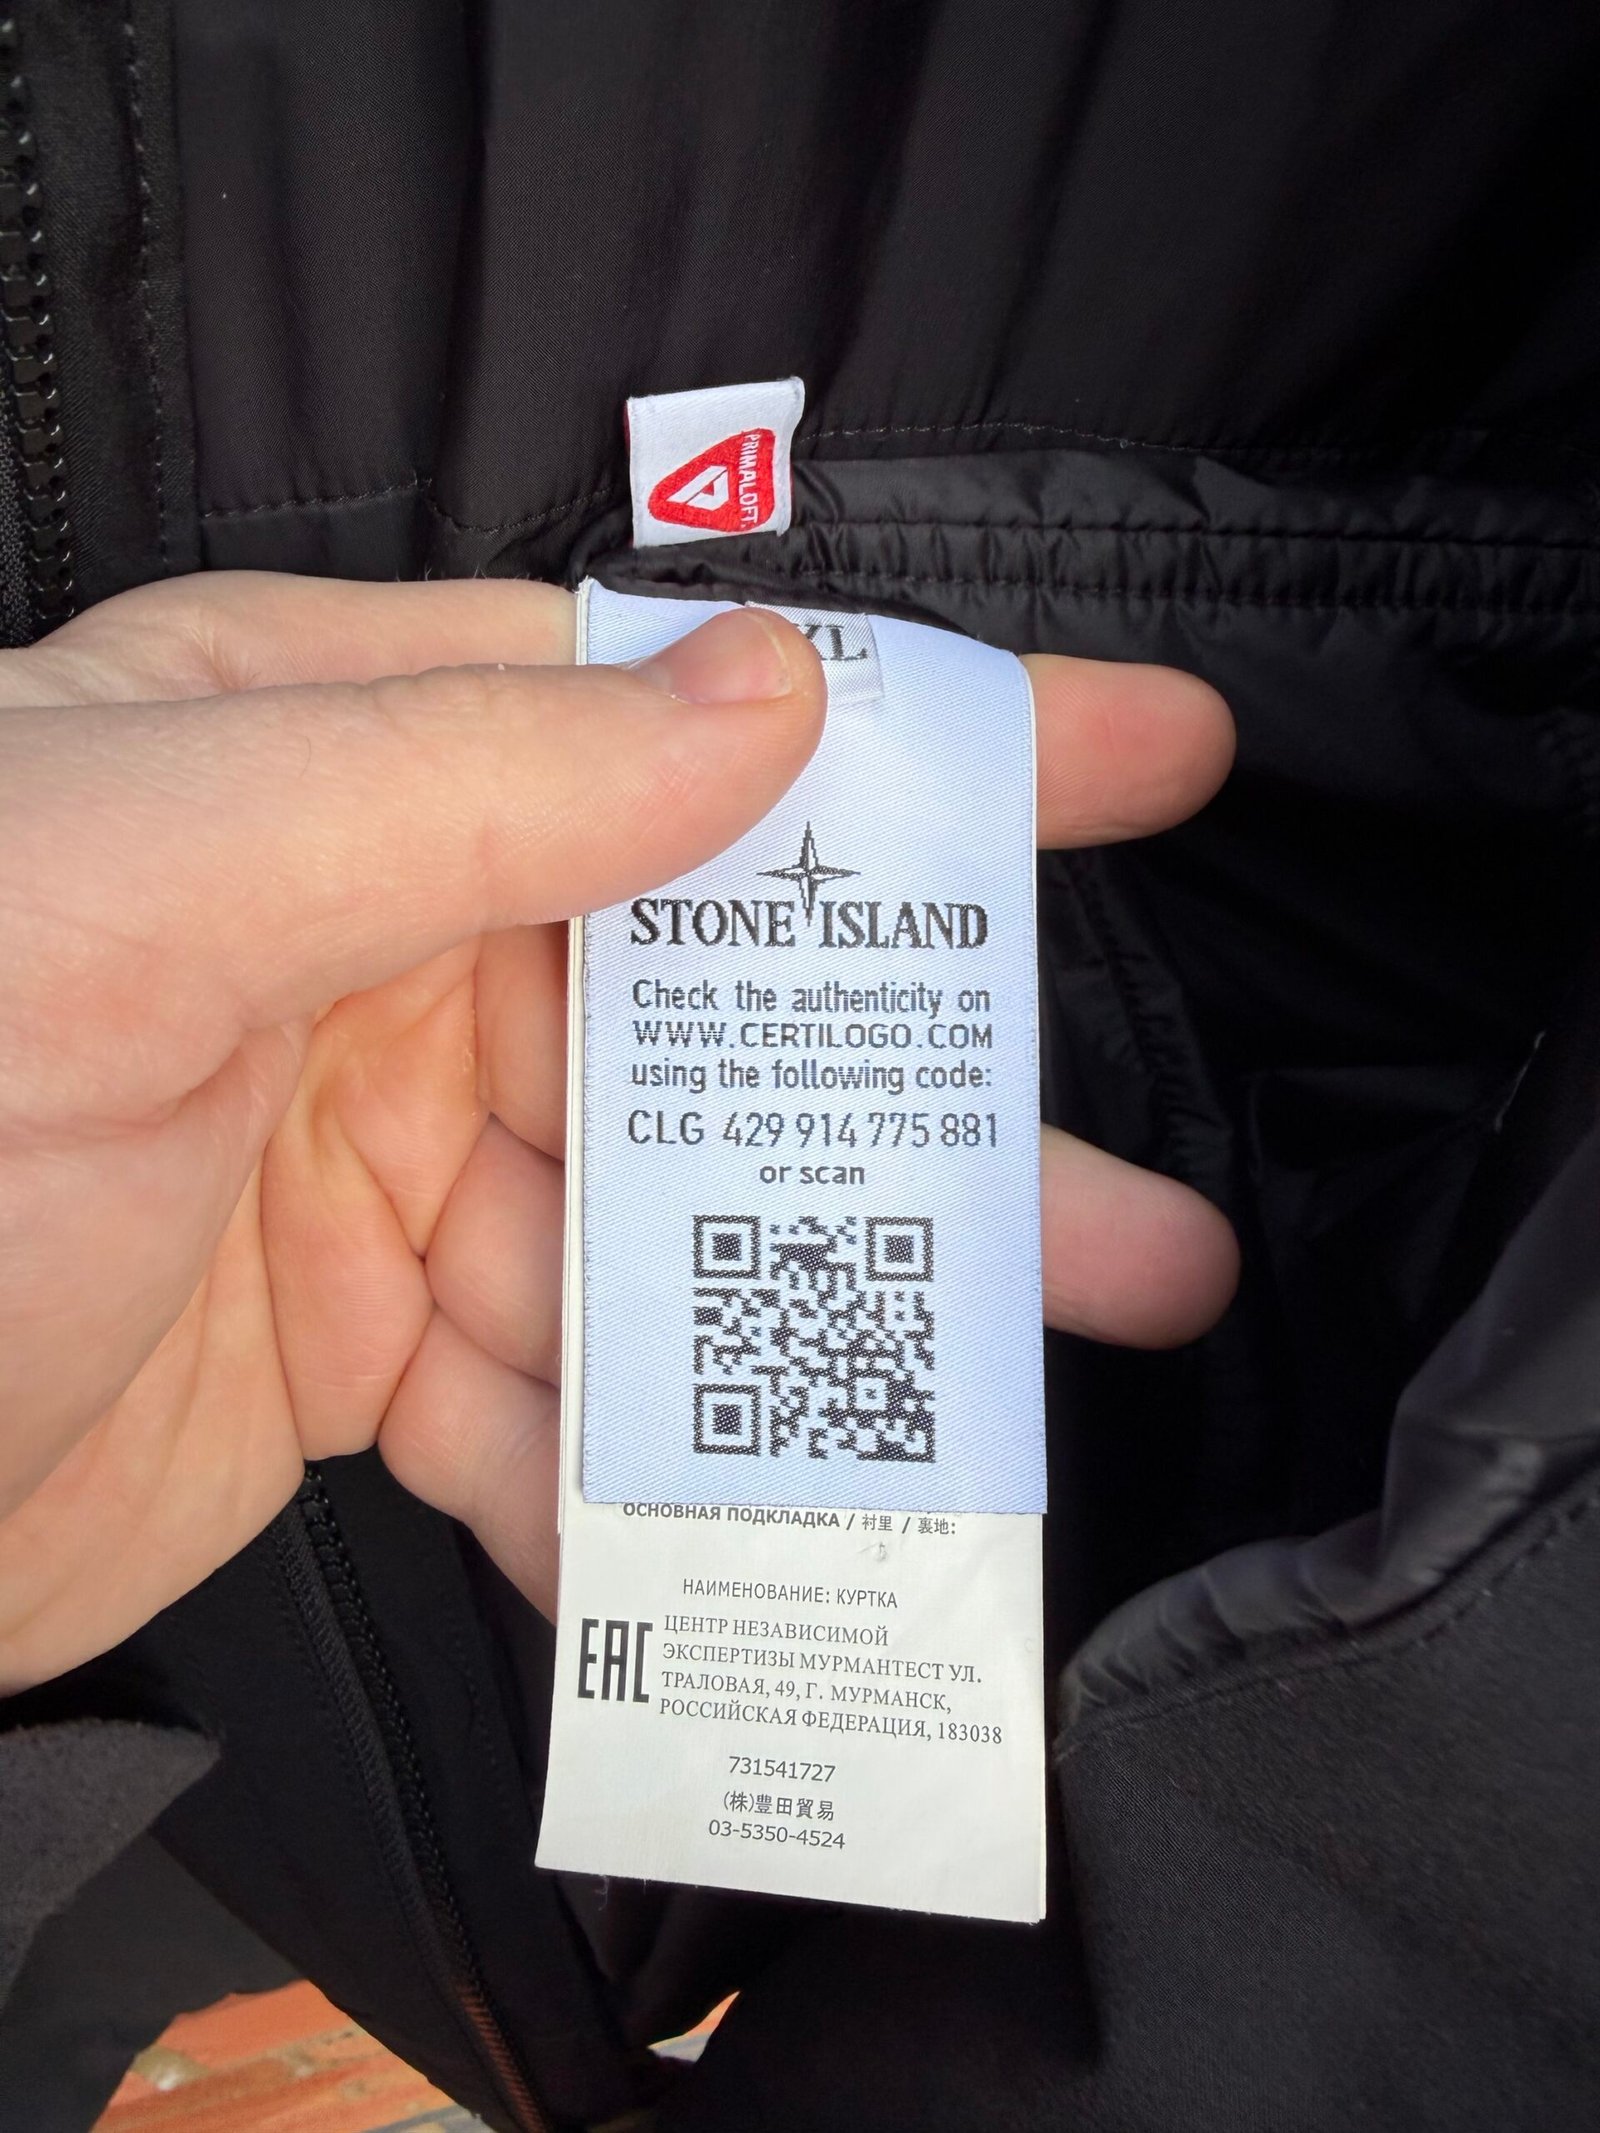 PRIMALOFT
XL
STONE ISLAND
Check the authenticity on
WWW.CERTILOGO.COM
using the following code:
CLG 429 914 775 881
or scan
ОСНОВНАЯ ПОДКЛАДКА / 衬里 / 裏地:
НАИМЕНОВАНИЕ: КУРТКА
EAC
ЦЕНТР НЕЗАВИСИМОЙ
ЭКСПЕРТИЗЫ МУРМАНТЕСТ УЛ.
ТРАЛОВАЯ, 49, Г. МУРМАНСК,
РОССИЙСКАЯ ФЕДЕРАЦИЯ, 183038
731541727
(株)豊田貿易
03-5350-4524